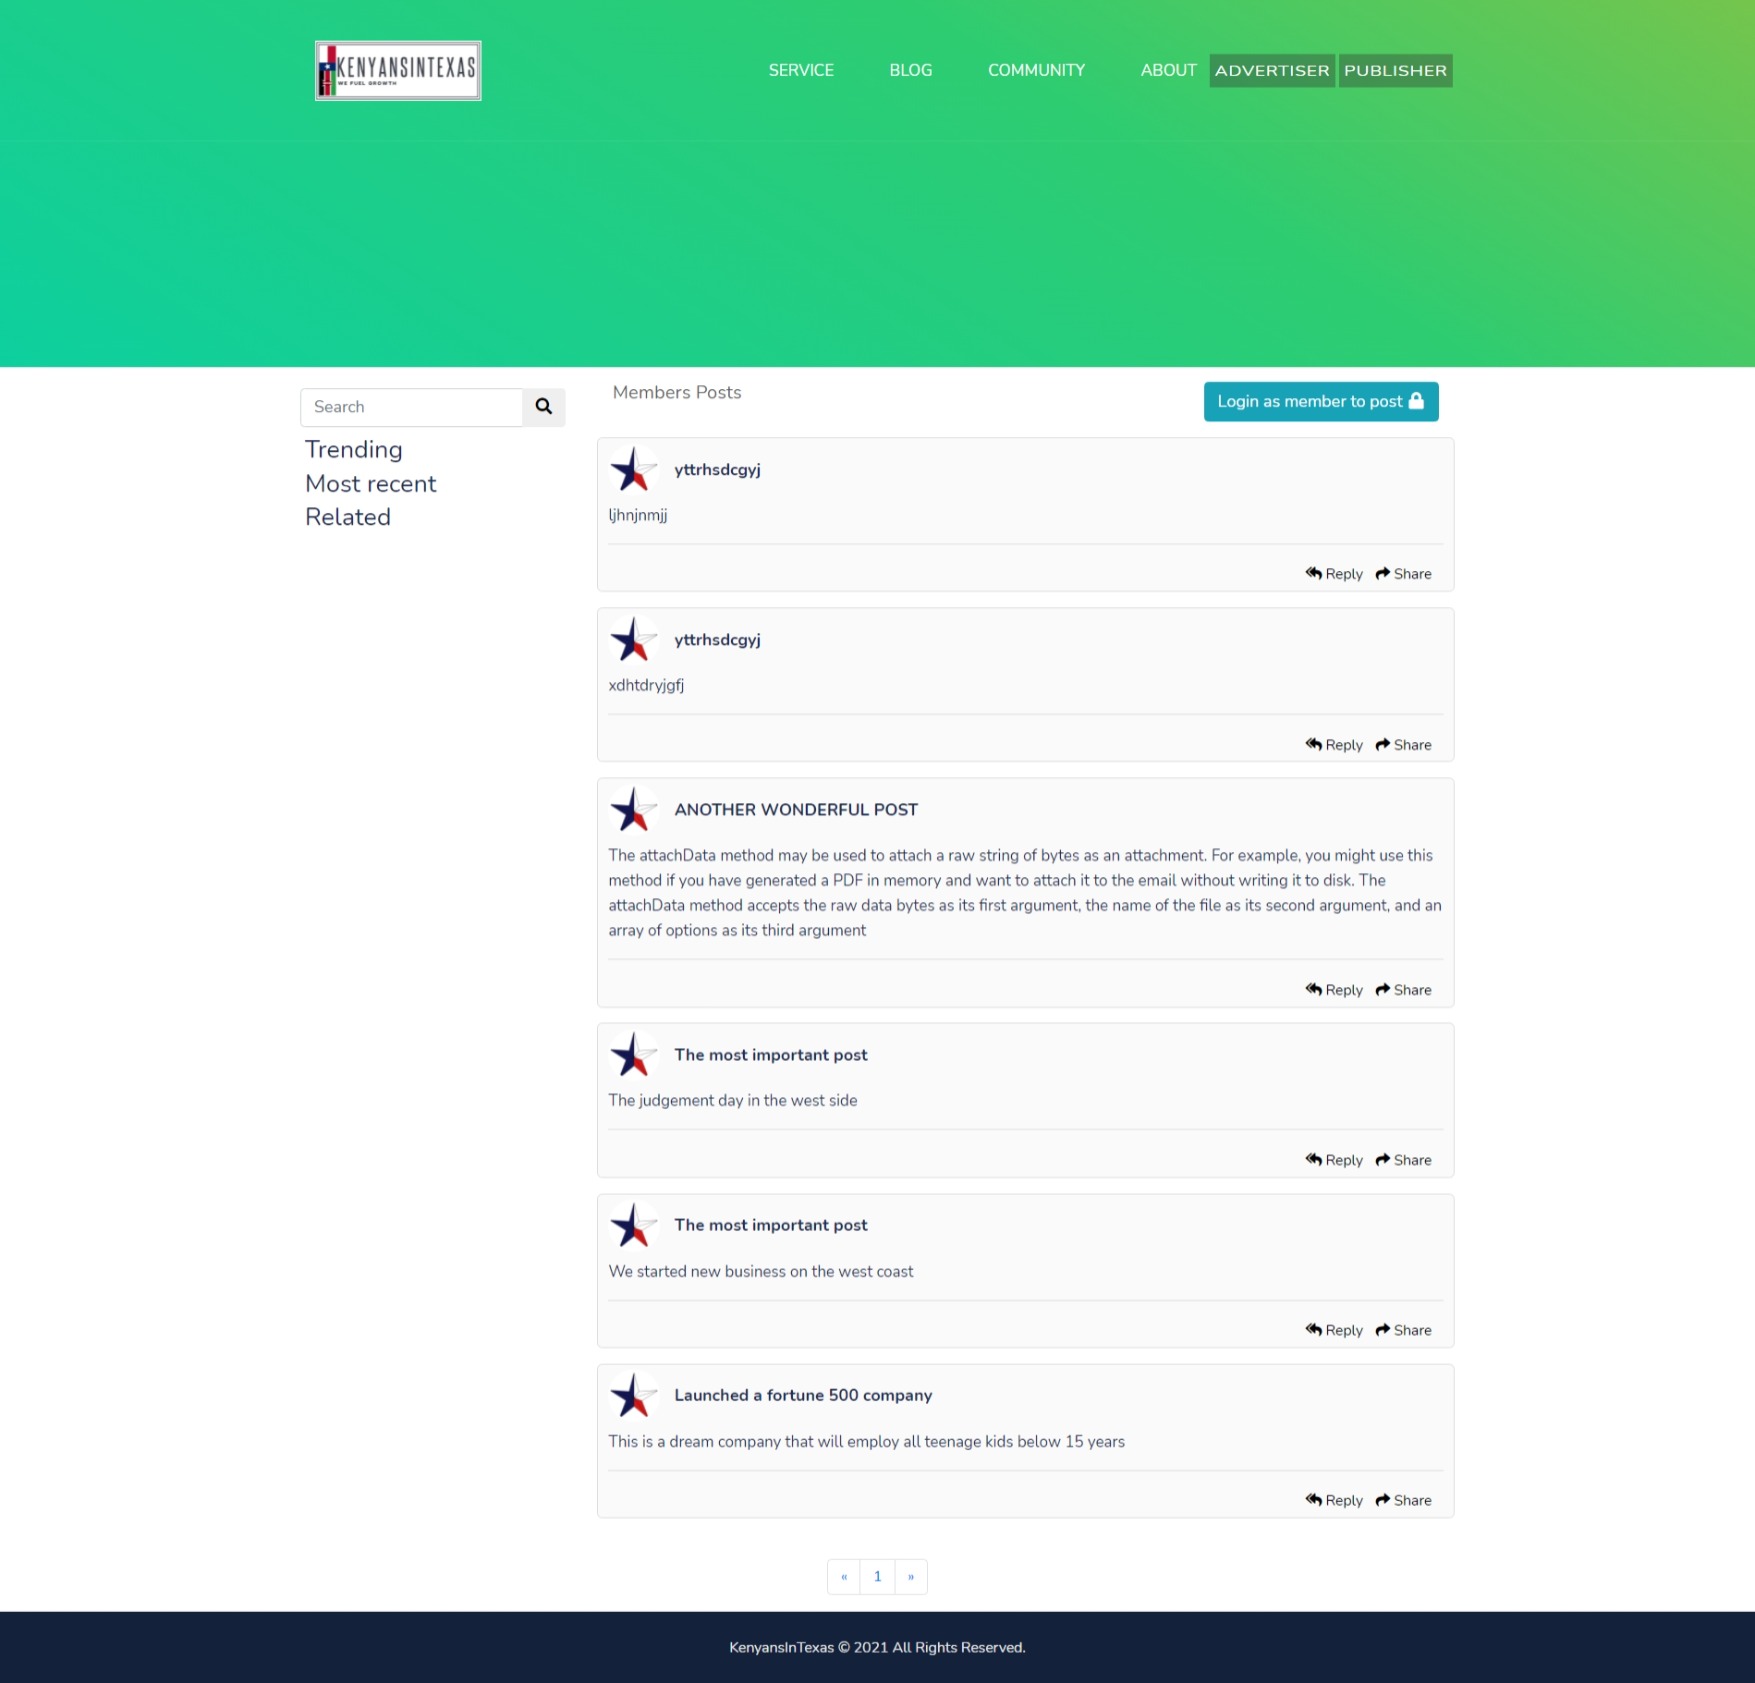 KENYANSINTEXAS
WE FUEL GROWTH
SERVICE BLOG COMMUNITY ABOUT ADVERTISER PUBLISHER
Search
Trending
Most recent
Related
Members Posts
Login as member to post
yttrhsdcgyj
ljhnjnmjj
Reply Share
yttrhsdcgyj
xdhtdryjgfj
Reply Share
ANOTHER WONDERFUL POST
The attachData method may be used to attach a raw string of bytes as an attachment. For example, you might use this
method if you have generated a PDF in memory and want to attach it to the email without writing it to disk. The
attachData method accepts the raw data bytes as its first argument, the name of the file as its second argument, and an
array of options as its third argument
Reply Share
The most important post
The judgement day in the west side
Reply Share
The most important post
We started new business on the west coast
Reply Share
Launched a fortune 500 company
This is a dream company that will employ all teenage kids below 15 years
Reply Share
« 1 »
KenyansInTexas © 2021 All Rights Reserved.